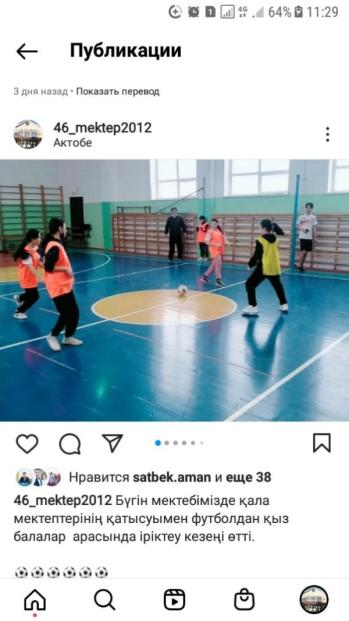 4G 64% 11:29
Публикации
3 дня назад • Показать перевод
46_mektep2012
Актобе
Нравится satbek.aman и еще 38
46_mektep2012 Бүгін мектебімізде қала
мектептерінің қатысуымен футболдан қыз
балалар арасында іріктеу кезеңі өтті.
⚽⚽⚽⚽⚽⚽